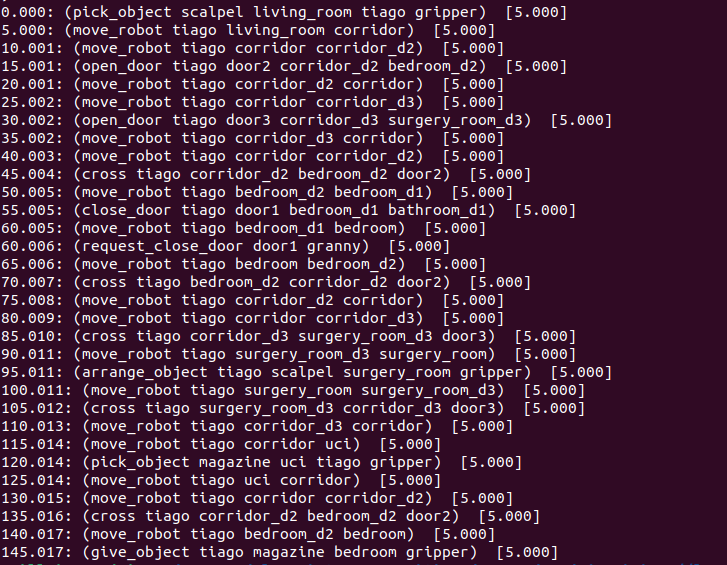 0.000: (pick_object scalpel living_room tiago gripper)  [5.000]
5.000: (move_robot tiago living_room corridor)  [5.000]
10.001: (move_robot tiago corridor corridor_d2)  [5.000]
15.001: (open_door tiago door2 corridor_d2 bedroom_d2)  [5.000]
20.001: (move_robot tiago corridor_d2 corridor)  [5.000]
25.002: (move_robot tiago corridor corridor_d3)  [5.000]
30.002: (open_door tiago door3 corridor_d3 surgery_room_d3)  [5.000]
35.002: (move_robot tiago corridor_d3 corridor)  [5.000]
40.003: (move_robot tiago corridor corridor_d2)  [5.000]
45.004: (cross tiago corridor_d2 bedroom_d2 door2)  [5.000]
50.005: (move_robot tiago bedroom_d2 bedroom_d1)  [5.000]
55.005: (close_door tiago door1 bedroom_d1 bathroom_d1)  [5.000]
60.005: (move_robot tiago bedroom_d1 bedroom)  [5.000]
60.006: (request_close_door door1 granny)  [5.000]
65.006: (move_robot tiago bedroom bedroom_d2)  [5.000]
70.007: (cross tiago bedroom_d2 corridor_d2 door2)  [5.000]
75.008: (move_robot tiago corridor_d2 corridor)  [5.000]
80.009: (move_robot tiago corridor corridor_d3)  [5.000]
85.010: (cross tiago corridor_d3 surgery_room_d3 door3)  [5.000]
90.011: (move_robot tiago surgery_room_d3 surgery_room)  [5.000]
95.011: (arrange_object tiago scalpel surgery_room gripper)  [5.000]
100.011: (move_robot tiago surgery_room surgery_room_d3)  [5.000]
105.012: (cross tiago surgery_room_d3 corridor_d3 door3)  [5.000]
110.013: (move_robot tiago corridor_d3 corridor)  [5.000]
115.014: (move_robot tiago corridor uci)  [5.000]
120.014: (pick_object magazine uci tiago gripper)  [5.000]
125.014: (move_robot tiago uci corridor)  [5.000]
130.015: (move_robot tiago corridor corridor_d2)  [5.000]
135.016: (cross tiago corridor_d2 bedroom_d2 door2)  [5.000]
140.017: (move_robot tiago bedroom_d2 bedroom)  [5.000]
145.017: (give_object tiago magazine bedroom gripper)  [5.000]